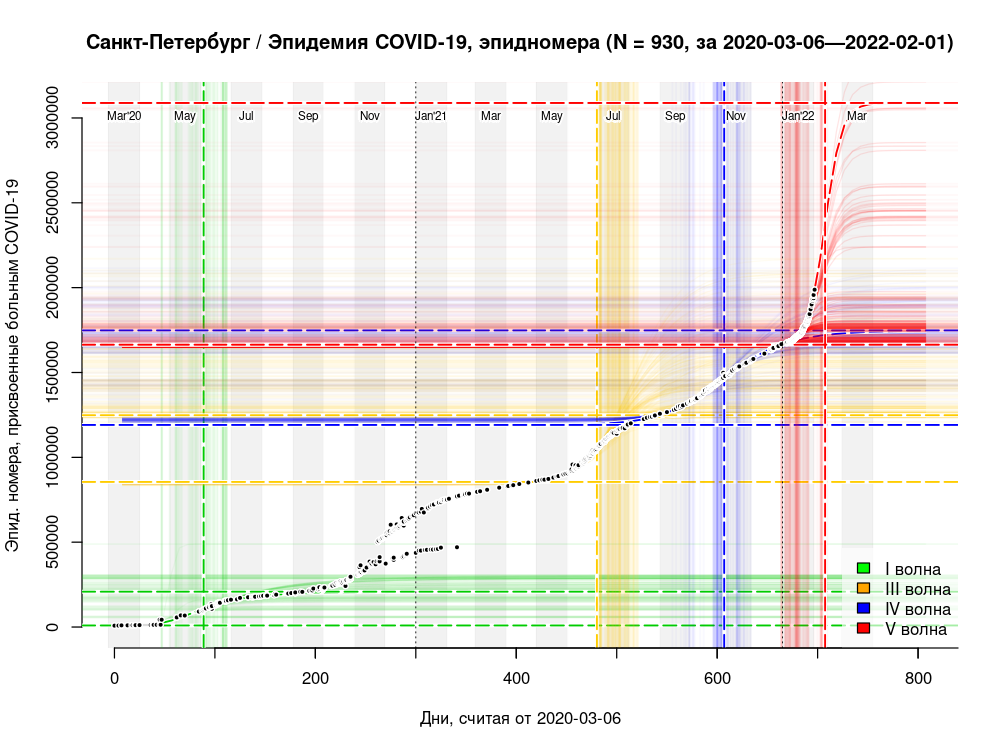 Санкт-Петербург / Эпидемия COVID-19, эпидномера (N = 930, за 2020-03-06—2022-02-01)
Mar'20 May Jul Sep Nov Jan'21 Mar May Jul Sep Nov Jan'22 Mar
Эпид. номера, присвоенные больным COVID-19
3000000
2500000
2000000
1500000
1000000
500000
0
I волна
III волна
IV волна
V волна
0 200 400 600 800
Дни, считая от 2020-03-06